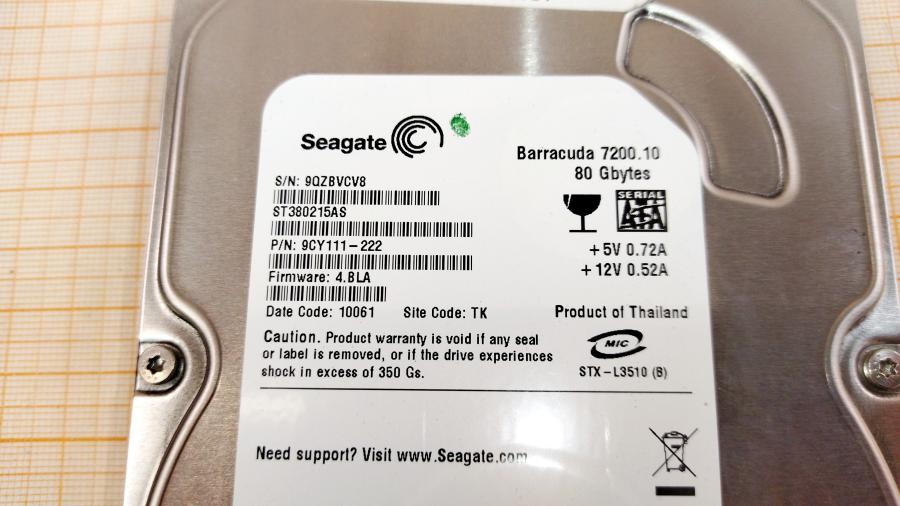 Seagate
Barracuda 7200.10
80 Gbytes
S/N: 9QZBVCV8
ST380215AS
P/N: 9CY111-222
Firmware: 4.BLA
Date Code: 10061 Site Code: TK
SERIAL
ATA
+5V 0.72A
+12V 0.52A
Product of Thailand
Caution. Product warranty is void if any seal
or label is removed, or if the drive experiences
shock in excess of 350 Gs.
MIC
STX-L3510 (B)
Need support? Visit www.Seagate.com